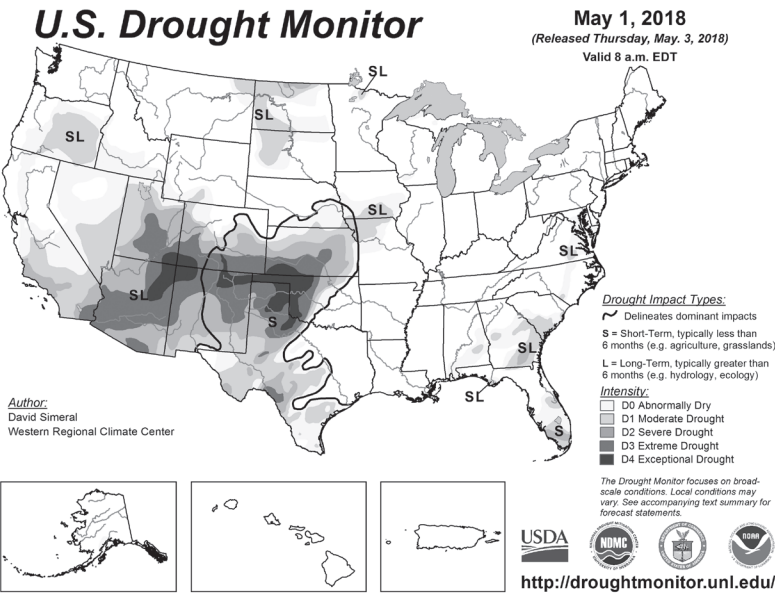 U.S. Drought Monitor
May 1, 2018
(Released Thursday, May. 3, 2018)
Valid 8 a.m. EDT
SL
SL
SL
SL
SL
SL
S
SL
SL
S
Drought Impact Types:
Delineates dominant impacts
S = Short-Term, typically less than
6 months (e.g. agriculture, grasslands)
L = Long-Term, typically greater than
6 months (e.g. hydrology, ecology)
Intensity:
D0 Abnormally Dry
D1 Moderate Drought
D2 Severe Drought
D3 Extreme Drought
D4 Exceptional Drought
Author:
David Simeral
Western Regional Climate Center
The Drought Monitor focuses on broad-
scale conditions. Local conditions may
vary. See accompanying text summary for
forecast statements.
USDA
NDMC
NOAA
http://droughtmonitor.unl.edu/